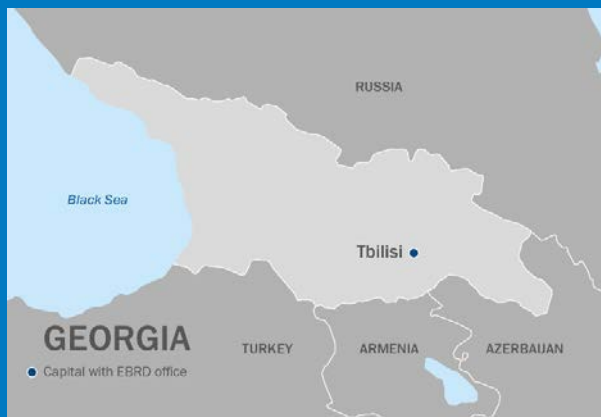 RUSSIA
Black Sea
Tbilisi
GEORGIA
TURKEY
ARMENIA
AZERBAIJAN
Capital with EBRD office